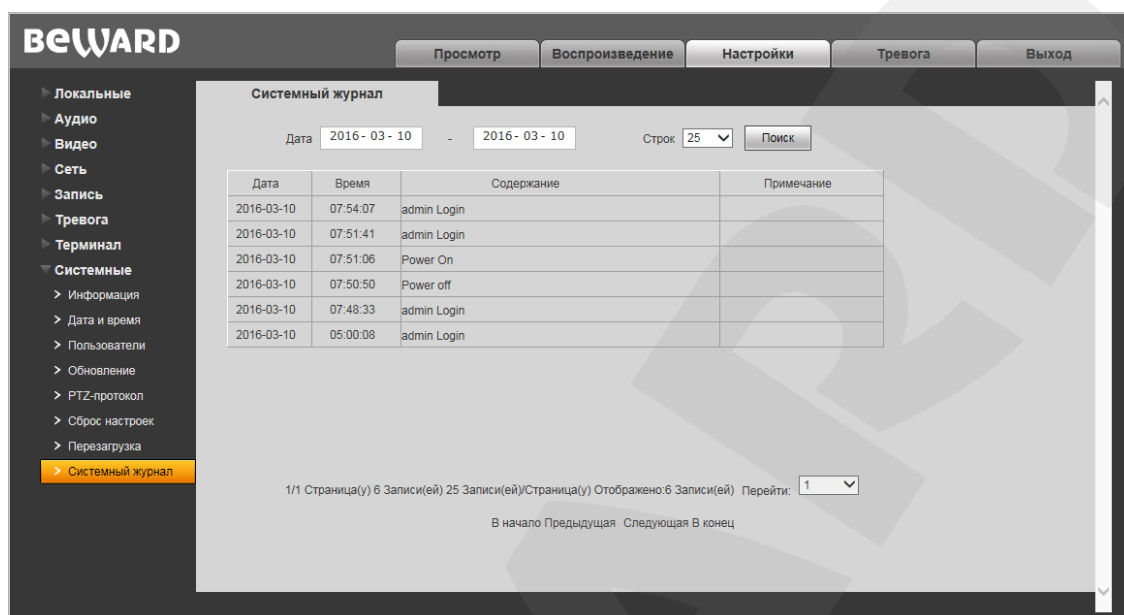 BEWARD
Просмотр Воспроизведение Настройки Тревога Выход
Локальные
Аудио
Видео
Сеть
Запись
Тревога
Терминал
Системные
Информация
Дата и время
Пользователи
Обновление
PTZ-протокол
Сброс настроек
Перезагрузка
Системный журнал
Системный журнал
Дата 2016-03-10 - 2016-03-10 Строк 25 Поиск
Дата Время Содержание Примечание
2016-03-10 07:54:07 admin Login
2016-03-10 07:51:41 admin Login
2016-03-10 07:51:06 Power On
2016-03-10 07:50:50 Power off
2016-03-10 07:48:33 admin Login
2016-03-10 05:00:08 admin Login
1/1 Страница(у) 6 Записи(ей) 25 Записи(ей)/Страница(у) Отображено:6 Записи(ей) Перейти: 1
В начало Предыдущая Следующая В конец